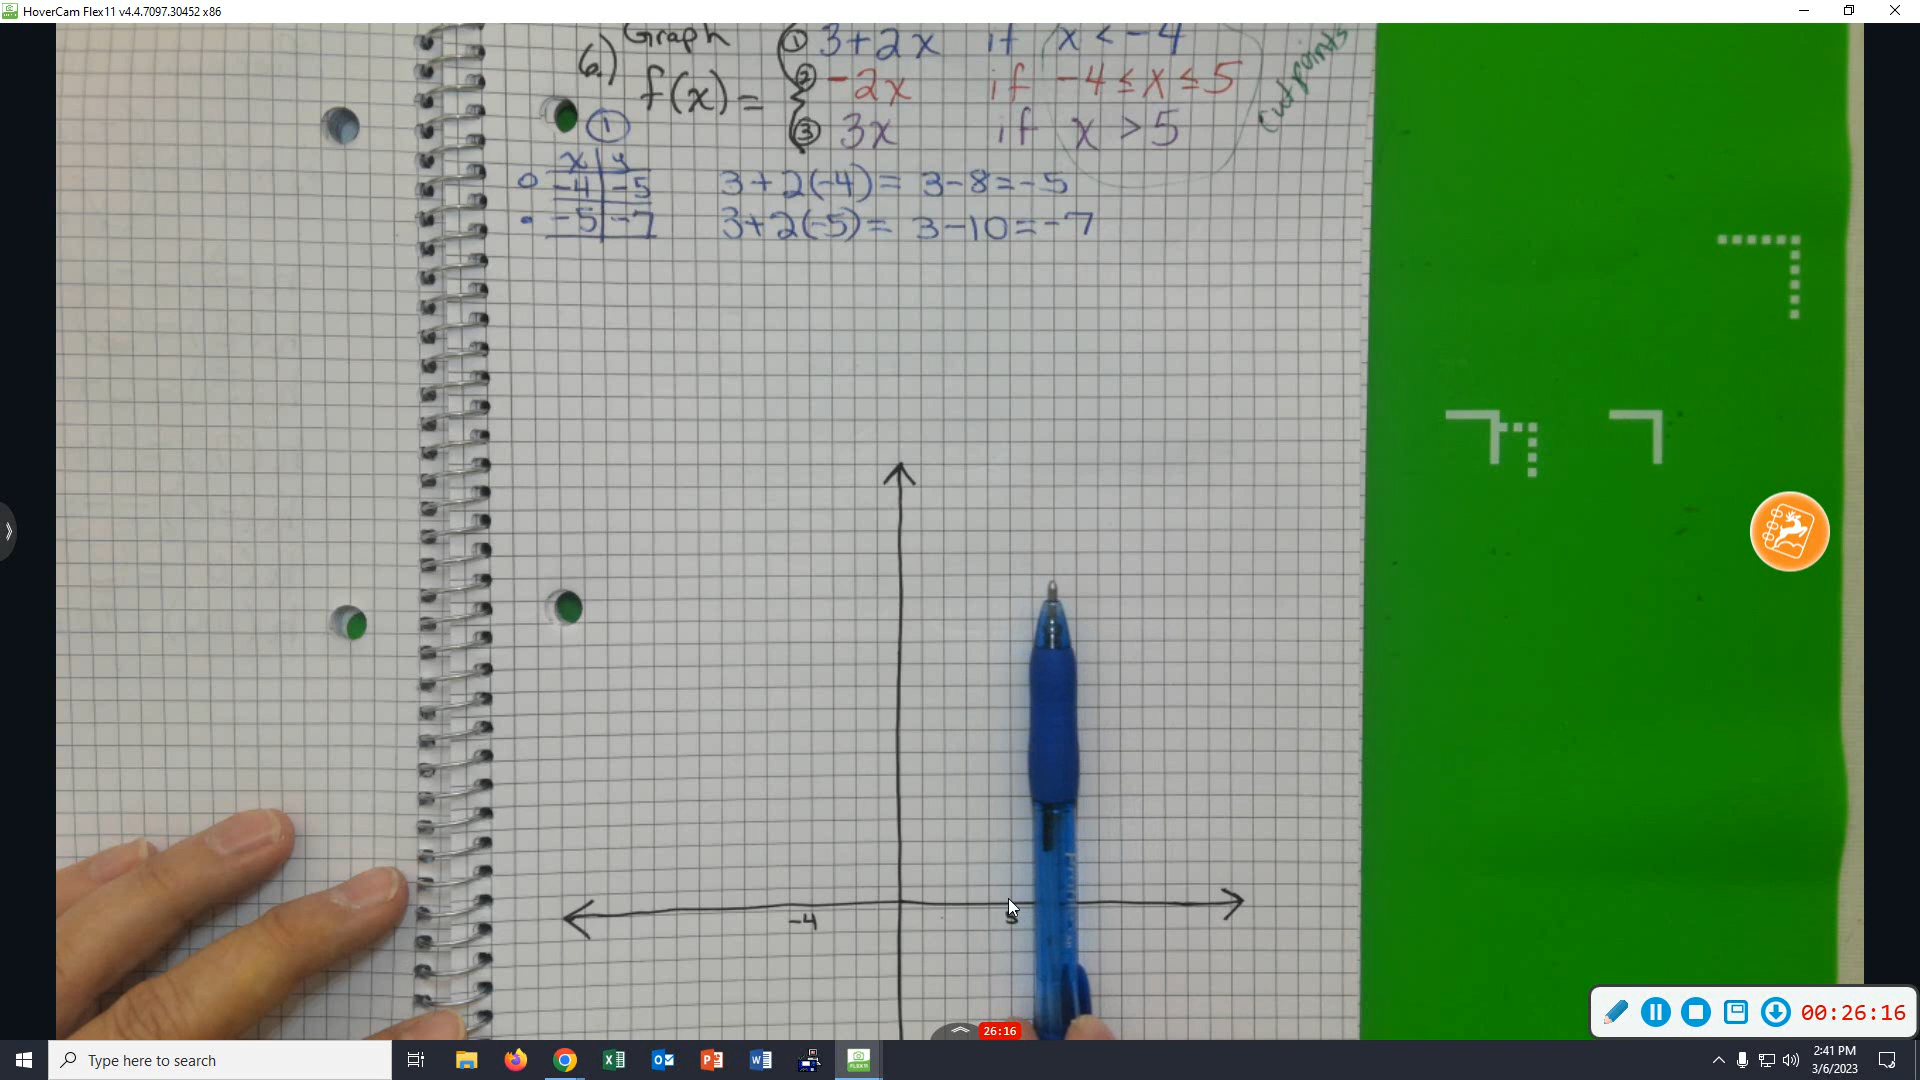 HoverCam Flex11 v4.4.7097.30452 x86
6.) Graph
f(x) = { ① 3+2x if x < -4
② -2x if -4 ≤ x ≤ 5
③ 3x if x > 5
cut points
①
x | y
○ -4 | -5 3+2(-4) = 3-8 = -5
• -5 | -7 3+2(-5) = 3-10 = -7
-4 5
26:16
00:26:16
Type here to search
2:41 PM
3/6/2023